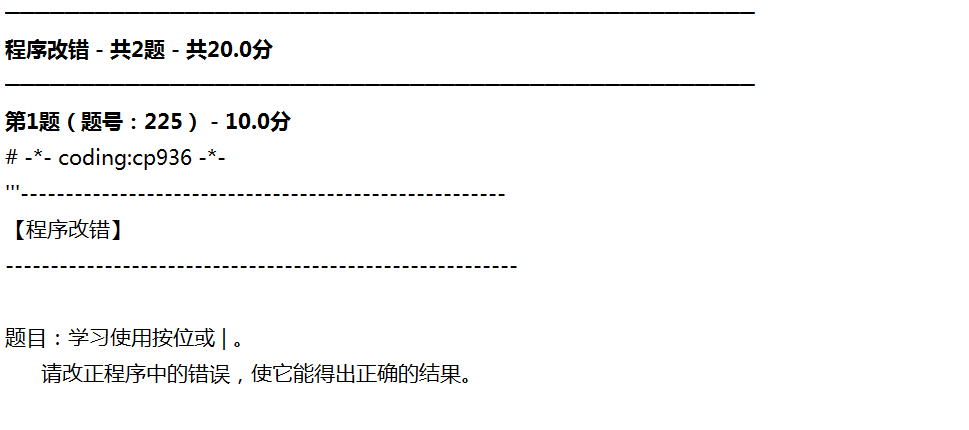 程序改错 - 共2题 - 共20.0分
第1题（题号：225） - 10.0分
# -*- coding:cp936 -*-
'''------------------------------------------------------
【程序改错】
---------------------------------------------------------
题目：学习使用按位或 | 。
请改正程序中的错误，使它能得出正确的结果。